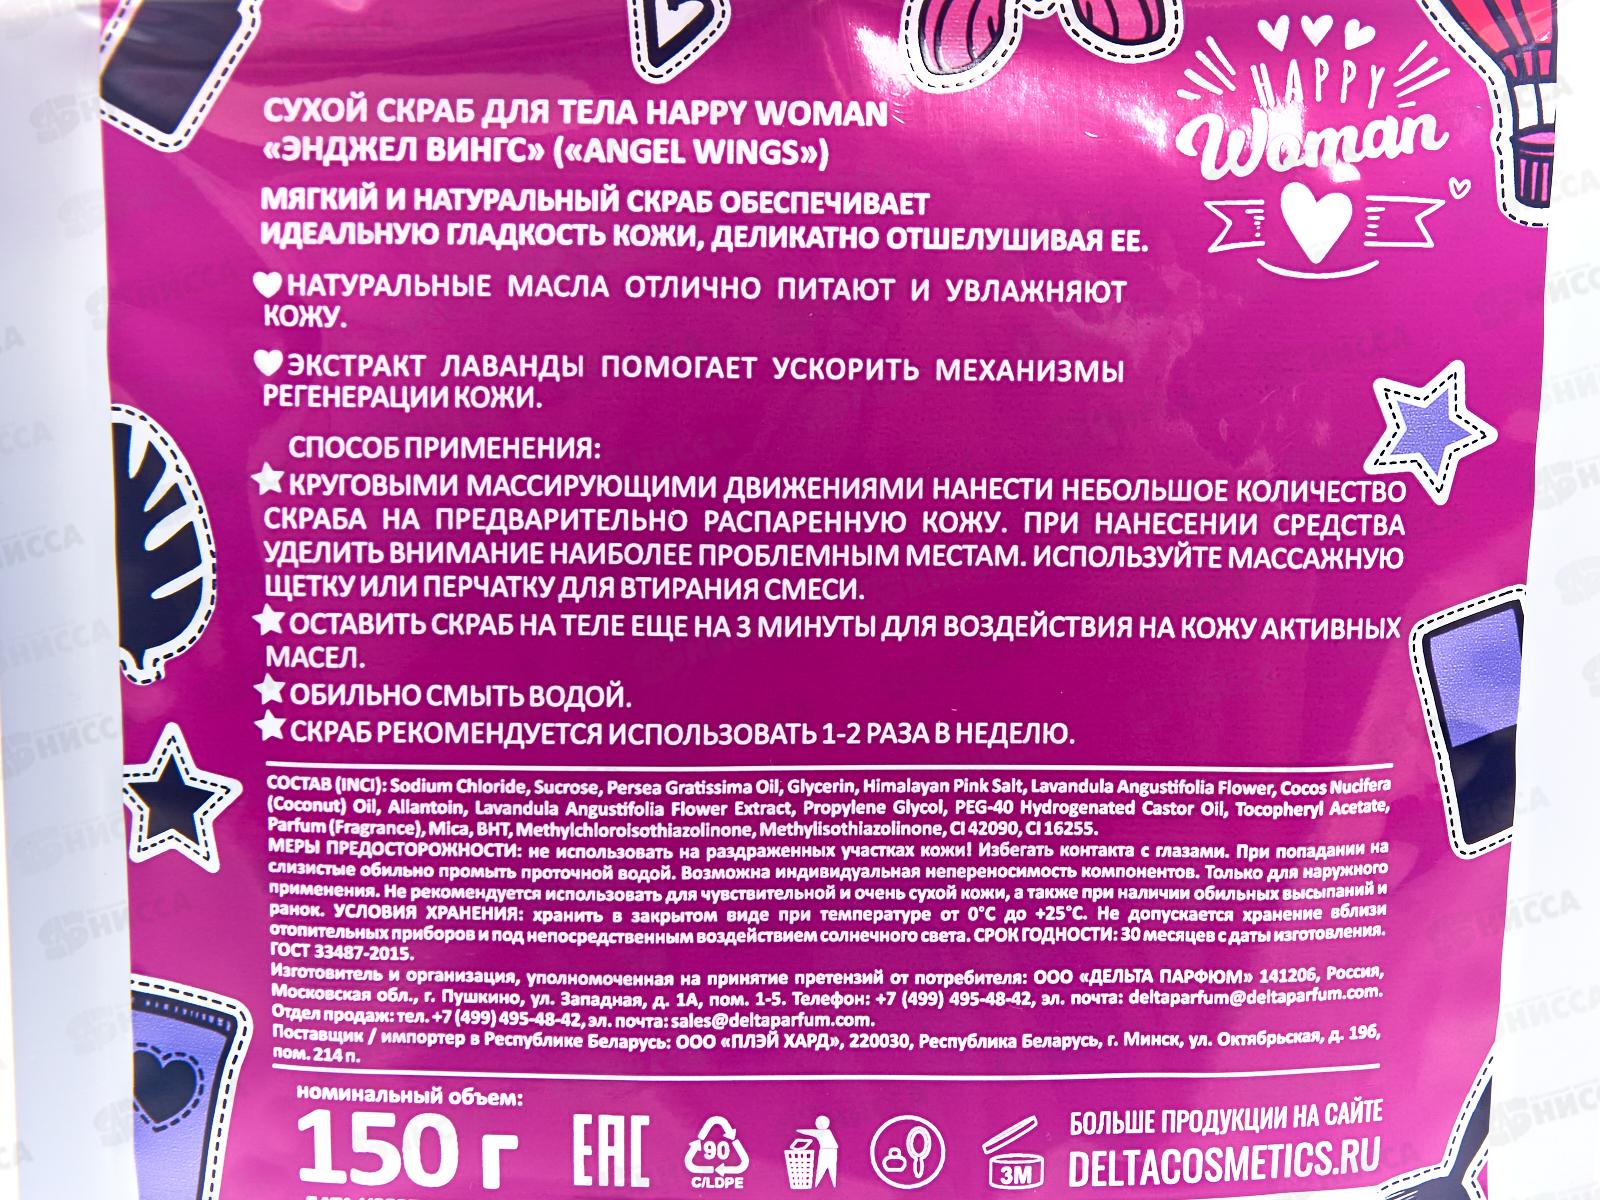 HAPPY
Woman
СУХОЙ СКРАБ ДЛЯ ТЕЛА HAPPY WOMAN
«ЭНДЖЕЛ ВИНГС» («ANGEL WINGS»)
МЯГКИЙ И НАТУРАЛЬНЫЙ СКРАБ ОБЕСПЕЧИВАЕТ
ИДЕАЛЬНУЮ ГЛАДКОСТЬ КОЖИ, ДЕЛИКАТНО ОТШЕЛУШИВАЯ ЕЕ.
НАТУРАЛЬНЫЕ МАСЛА ОТЛИЧНО ПИТАЮТ И УВЛАЖНЯЮТ
КОЖУ.
ЭКСТРАКТ ЛАВАНДЫ ПОМОГАЕТ УСКОРИТЬ МЕХАНИЗМЫ
РЕГЕНЕРАЦИИ КОЖИ.
СПОСОБ ПРИМЕНЕНИЯ:
КРУГОВЫМИ МАССИРУЮЩИМИ ДВИЖЕНИЯМИ НАНЕСТИ НЕБОЛЬШОЕ КОЛИЧЕСТВО
СКРАБА НА ПРЕДВАРИТЕЛЬНО РАСПАРЕННУЮ КОЖУ. ПРИ НАНЕСЕНИИ СРЕДСТВА
УДЕЛИТЬ ВНИМАНИЕ НАИБОЛЕЕ ПРОБЛЕМНЫМ МЕСТАМ. ИСПОЛЬЗУЙТЕ МАССАЖНУЮ
ЩЕТКУ ИЛИ ПЕРЧАТКУ ДЛЯ ВТИРАНИЯ СМЕСИ.
ОСТАВИТЬ СКРАБ НА ТЕЛЕ ЕЩЕ НА 3 МИНУТЫ ДЛЯ ВОЗДЕЙСТВИЯ НА КОЖУ АКТИВНЫХ
МАСЕЛ.
ОБИЛЬНО СМЫТЬ ВОДОЙ.
СКРАБ РЕКОМЕНДУЕТСЯ ИСПОЛЬЗОВАТЬ 1-2 РАЗА В НЕДЕЛЮ.
СОСТАВ (INCI): Sodium Chloride, Sucrose, Persea Gratissima Oil, Glycerin, Himalayan Pink Salt, Lavandula Angustifolia Flower, Cocos Nucifera
(Coconut) Oil, Allantoin, Lavandula Angustifolia Flower Extract, Propylene Glycol, PEG-40 Hydrogenated Castor Oil, Tocopheryl Acetate,
Parfum (Fragrance), Mica, BHT, Methylchloroisothiazolinone, Methylisothiazolinone, CI 42090, CI 16255.
МЕРЫ ПРЕДОСТОРОЖНОСТИ: не использовать на раздраженных участках кожи! Избегать контакта с глазами. При попадании на
слизистые обильно промыть проточной водой. Возможна индивидуальная непереносимость компонентов. Только для наружного
применения. Не рекомендуется использовать для чувствительной и очень сухой кожи, а также при наличии обильных высыпаний и
ранок. УСЛОВИЯ ХРАНЕНИЯ: хранить в закрытом виде при температуре от 0°С до +25°С. Не допускается хранение вблизи
отопительных приборов и под непосредственным воздействием солнечного света. СРОК ГОДНОСТИ: 30 месяцев с даты изготовления.
ГОСТ 33487-2015.
Изготовитель и организация, уполномоченная на принятие претензий от потребителя: ООО «ДЕЛЬТА ПАРФЮМ» 141206, Россия,
Московская обл., г. Пушкино, ул. Западная, д. 1А, пом. 1-5. Телефон: +7 (499) 495-48-42, эл. почта: deltaparfum@deltaparfum.com.
Отдел продаж: тел. +7 (499) 495-48-42, эл. почта: sales@deltaparfum.com.
Поставщик / импортер в Республике Беларусь: ООО «ПЛЭЙ ХАРД», 220030, Республика Беларусь, г. Минск, ул. Октябрьская, д. 19б,
пом. 214 п.
номинальный объем:
150 г
EAC
90
C/LDPE
3М
БОЛЬШЕ ПРОДУКЦИИ НА САЙТЕ
DELTACOSMETICS.RU